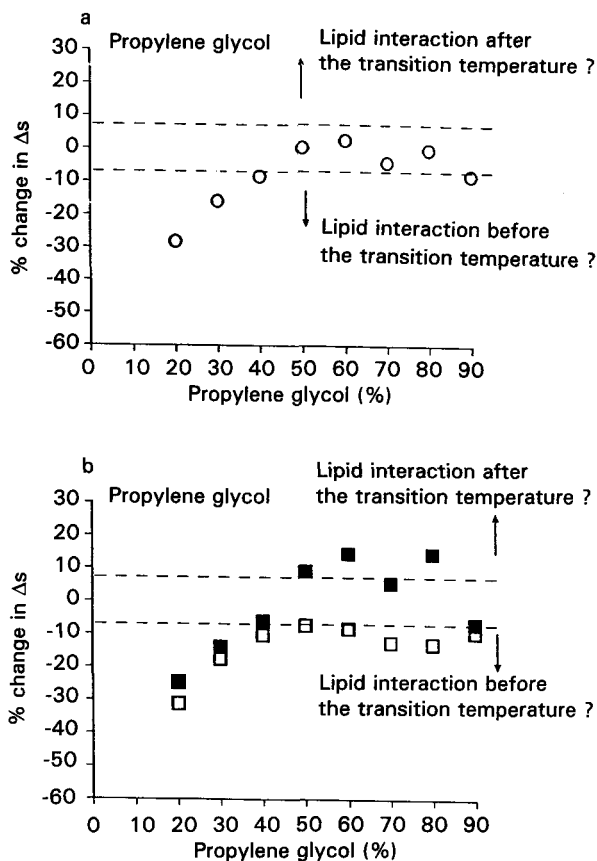 a
Propylene glycol
Lipid interaction after
the transition temperature ?
30
20
10
0
-10
-20
-30
-40
-50
-60
% change in Δs
Lipid interaction before
the transition temperature ?
0 10 20 30 40 50 60 70 80 90
Propylene glycol (%)
b
Propylene glycol
Lipid interaction after
the transition temperature ?
30
20
10
0
-10
-20
-30
-40
-50
-60
% change in Δs
Lipid interaction before
the transition temperature ?
0 10 20 30 40 50 60 70 80 90
Propylene glycol (%)